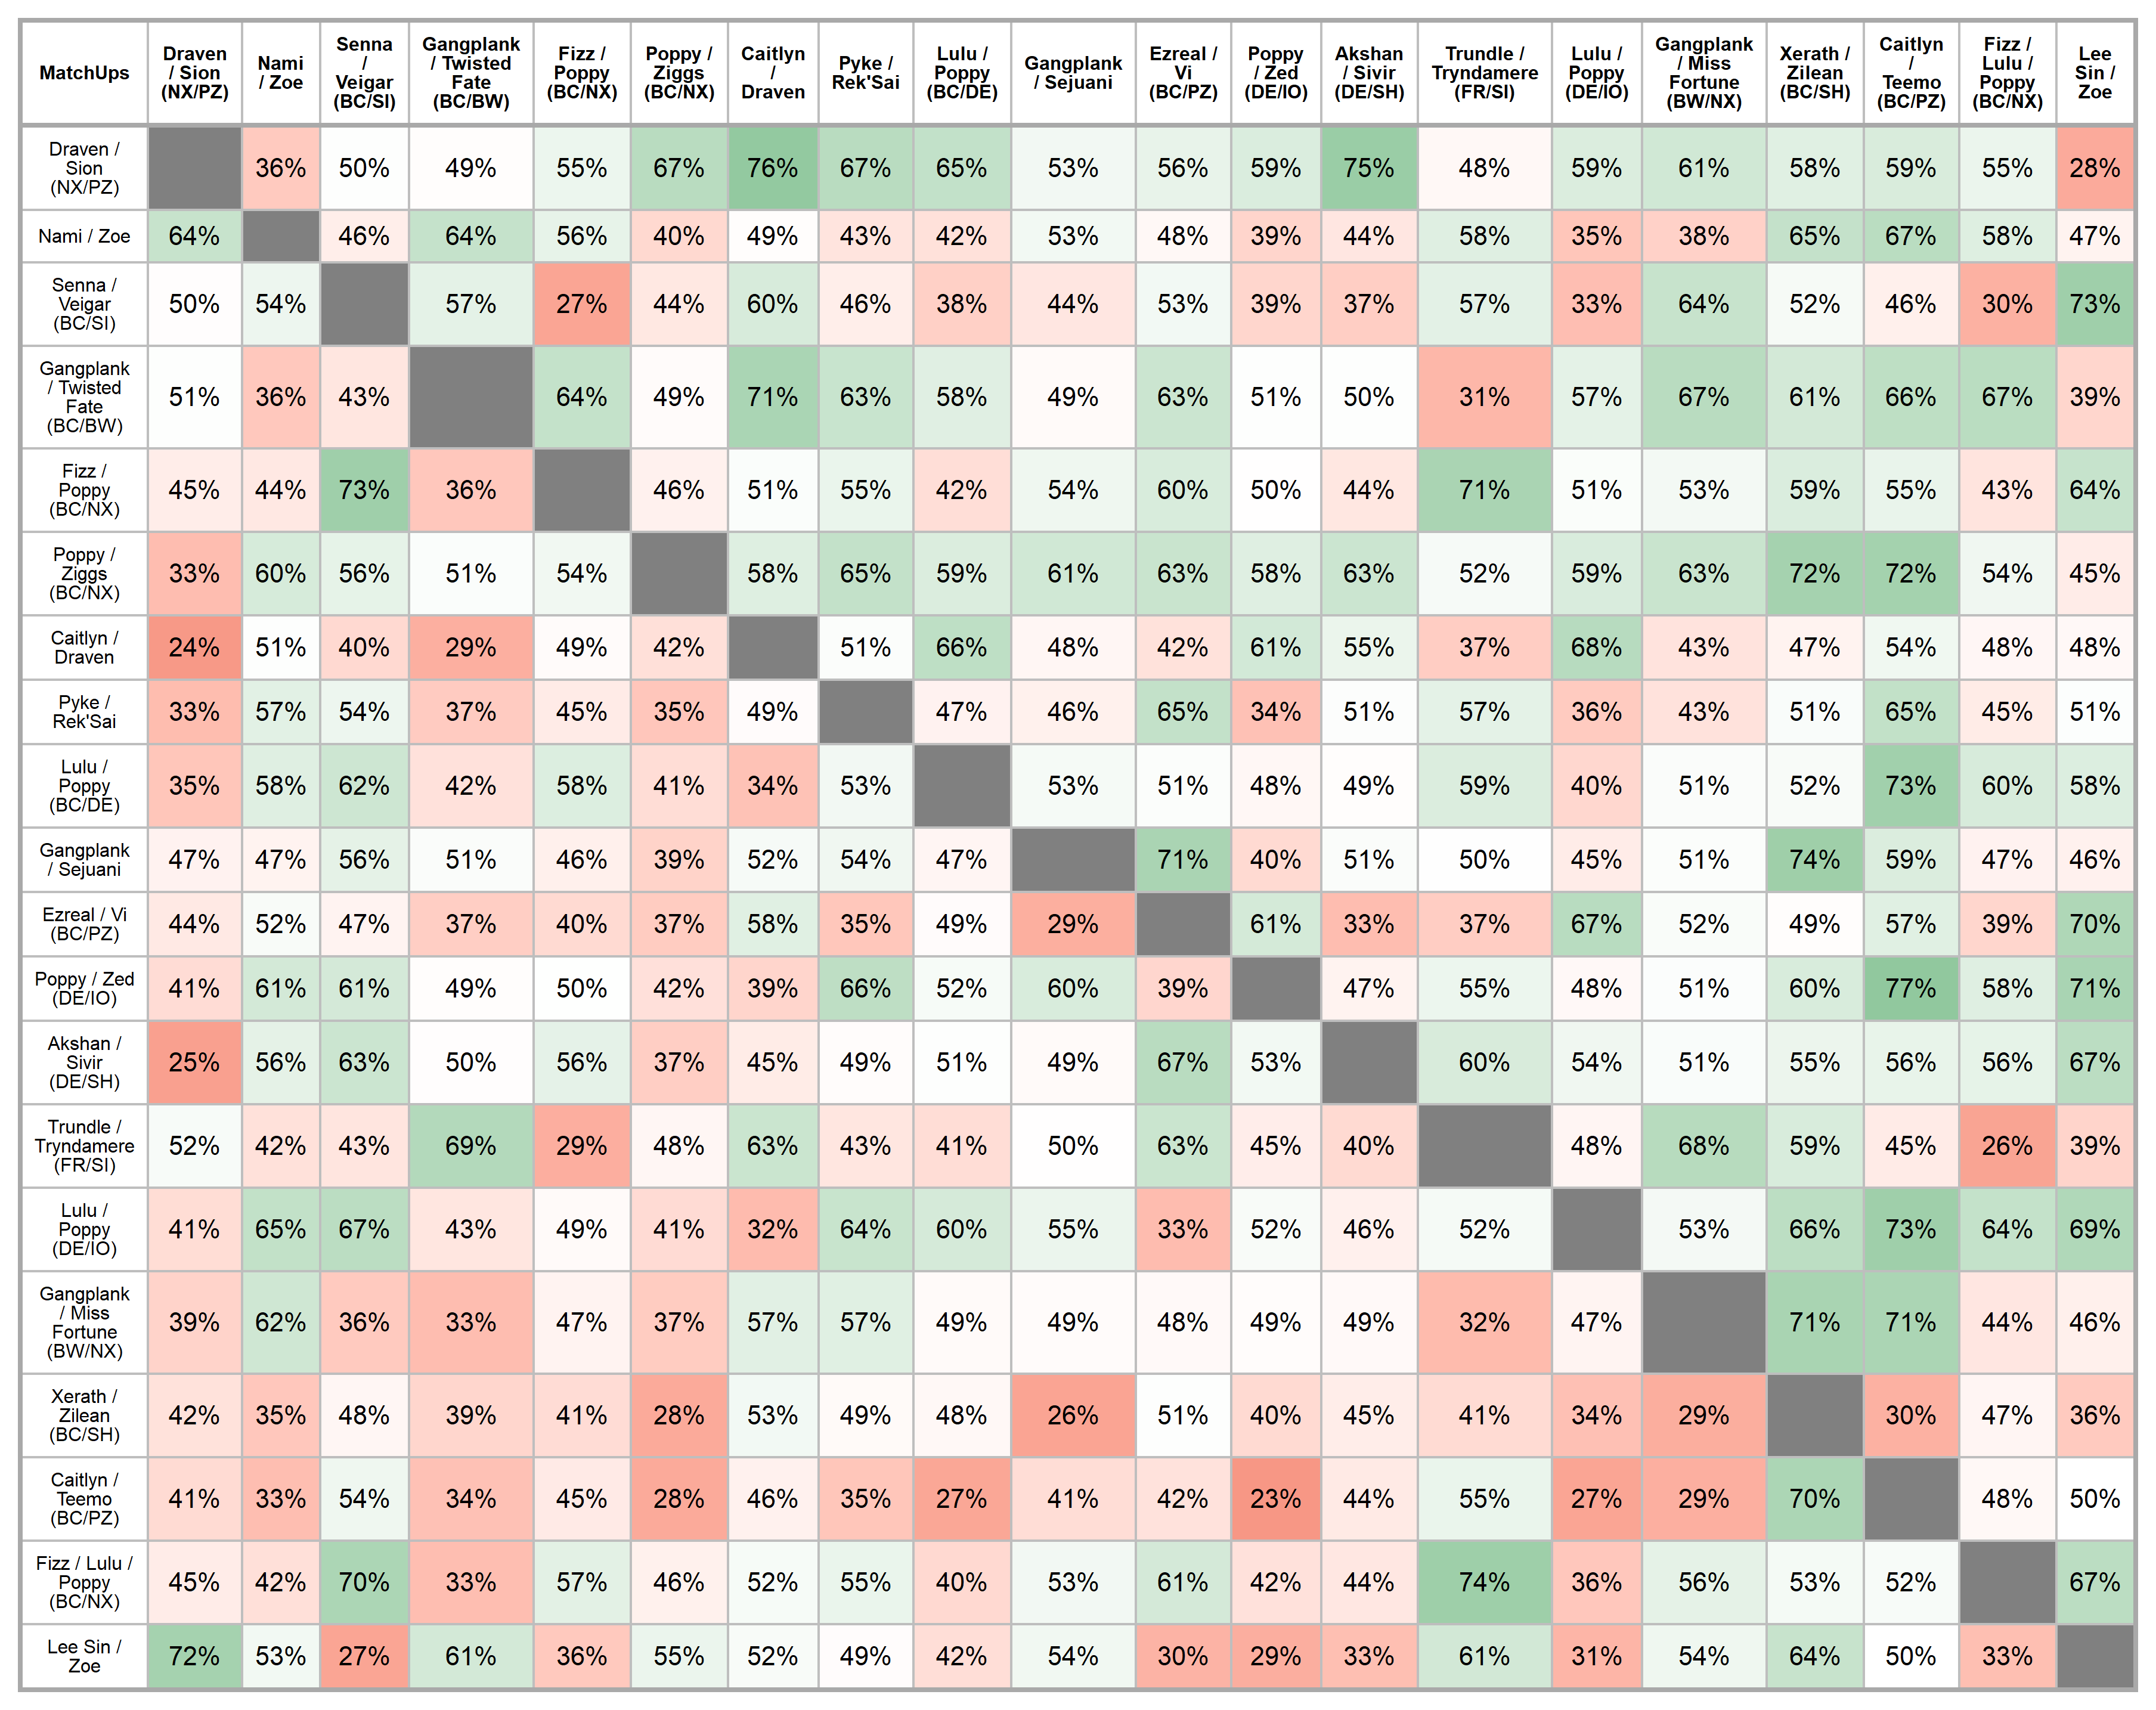 MatchUps Draven / Sion (NX/PZ) Nami / Zoe Senna / Veigar (BC/SI) Gangplank / Twisted Fate (BC/BW) Fizz / Poppy (BC/NX) Poppy / Ziggs (BC/NX) Caitlyn / Draven Pyke / Rek'Sai Lulu / Poppy (BC/DE) Gangplank / Sejuani Ezreal / Vi (BC/PZ) Poppy / Zed (DE/IO) Akshan / Sivir (DE/SH) Trundle / Tryndamere (FR/SI) Lulu / Poppy (DE/IO) Gangplank / Miss Fortune (BW/NX) Xerath / Zilean (BC/SH) Caitlyn / Teemo (BC/PZ) Fizz / Lulu / Poppy (BC/NX) Lee Sin / Zoe
Draven / Sion (NX/PZ) 36% 50% 49% 55% 67% 76% 67% 65% 53% 56% 59% 75% 48% 59% 61% 58% 59% 55% 28%
Nami / Zoe 64% 46% 64% 56% 40% 49% 43% 42% 53% 48% 39% 44% 58% 35% 38% 65% 67% 58% 47%
Senna / Veigar (BC/SI) 50% 54% 57% 27% 44% 60% 46% 38% 44% 53% 39% 37% 57% 33% 64% 52% 46% 30% 73%
Gangplank / Twisted Fate (BC/BW) 51% 36% 43% 64% 49% 71% 63% 58% 49% 63% 51% 50% 31% 57% 67% 61% 66% 67% 39%
Fizz / Poppy (BC/NX) 45% 44% 73% 36% 46% 51% 55% 42% 54% 60% 50% 44% 71% 51% 53% 59% 55% 43% 64%
Poppy / Ziggs (BC/NX) 33% 60% 56% 51% 54% 58% 65% 59% 61% 63% 58% 63% 52% 59% 63% 72% 72% 54% 45%
Caitlyn / Draven 24% 51% 40% 29% 49% 42% 51% 66% 48% 42% 61% 55% 37% 68% 43% 47% 54% 48% 48%
Pyke / Rek'Sai 33% 57% 54% 37% 45% 35% 49% 47% 46% 65% 34% 51% 57% 36% 43% 51% 65% 45% 51%
Lulu / Poppy (BC/DE) 35% 58% 62% 42% 58% 41% 34% 53% 53% 51% 48% 49% 59% 40% 51% 52% 73% 60% 58%
Gangplank / Sejuani 47% 47% 56% 51% 46% 39% 52% 54% 47% 71% 40% 51% 50% 45% 51% 74% 59% 47% 46%
Ezreal / Vi (BC/PZ) 44% 52% 47% 37% 40% 37% 58% 35% 49% 29% 61% 33% 37% 67% 52% 49% 57% 39% 70%
Poppy / Zed (DE/IO) 41% 61% 61% 49% 50% 42% 39% 66% 52% 60% 39% 47% 55% 48% 51% 60% 77% 58% 71%
Akshan / Sivir (DE/SH) 25% 56% 63% 50% 56% 37% 45% 49% 51% 49% 67% 53% 60% 54% 51% 55% 56% 56% 67%
Trundle / Tryndamere (FR/SI) 52% 42% 43% 69% 29% 48% 63% 43% 41% 50% 63% 45% 40% 48% 68% 59% 45% 26% 39%
Lulu / Poppy (DE/IO) 41% 65% 67% 43% 49% 41% 32% 64% 60% 55% 33% 52% 46% 52% 53% 66% 73% 64% 69%
Gangplank / Miss Fortune (BW/NX) 39% 62% 36% 33% 47% 37% 57% 57% 49% 49% 48% 49% 49% 32% 47% 71% 71% 44% 46%
Xerath / Zilean (BC/SH) 42% 35% 48% 39% 41% 28% 53% 49% 48% 26% 51% 40% 45% 41% 34% 29% 30% 47% 36%
Caitlyn / Teemo (BC/PZ) 41% 33% 54% 34% 45% 28% 46% 35% 27% 41% 42% 23% 44% 55% 27% 29% 70% 48% 50%
Fizz / Lulu / Poppy (BC/NX) 45% 42% 70% 33% 57% 46% 52% 55% 40% 53% 61% 42% 44% 74% 36% 56% 53% 52% 67%
Lee Sin / Zoe 72% 53% 27% 61% 36% 55% 52% 49% 42% 54% 30% 29% 33% 61% 31% 54% 64% 50% 33%